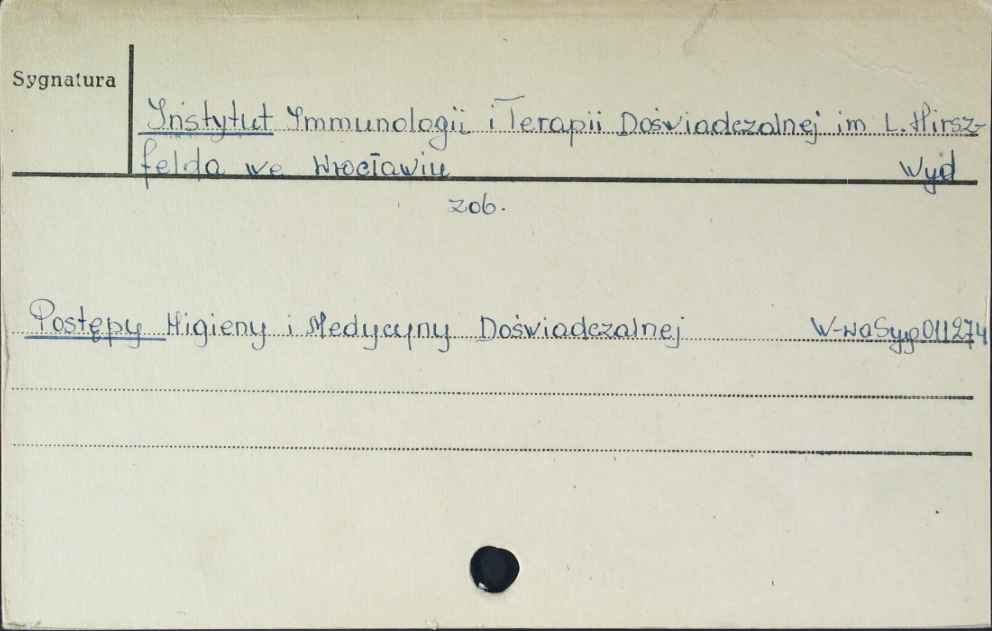 Sygnatura
Instytut Immunologii i Terapii Doświadczalnej im L. Hirsz-
felda we Wrocławiu Wyd
zob.
Postępy Higieny i Medycyny Doświadczalnej W-wa Syg 011274